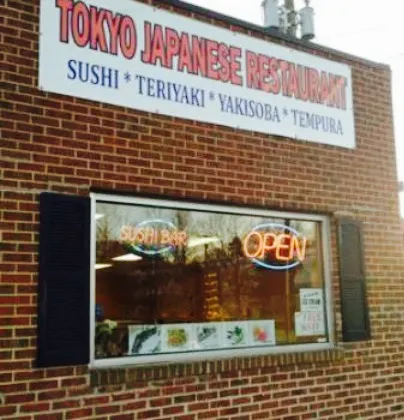 TOKYO JAPANESE RESTAURANT
SUSHI * TERIYAKI * YAKISOBA * TEMPURA
SUSHI BAR
OPEN